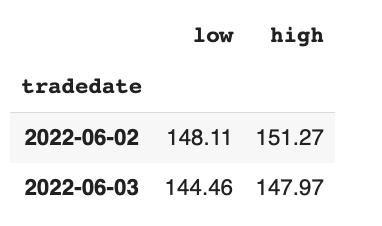 low high
tradedate
2022-06-02 148.11 151.27
2022-06-03 144.46 147.97